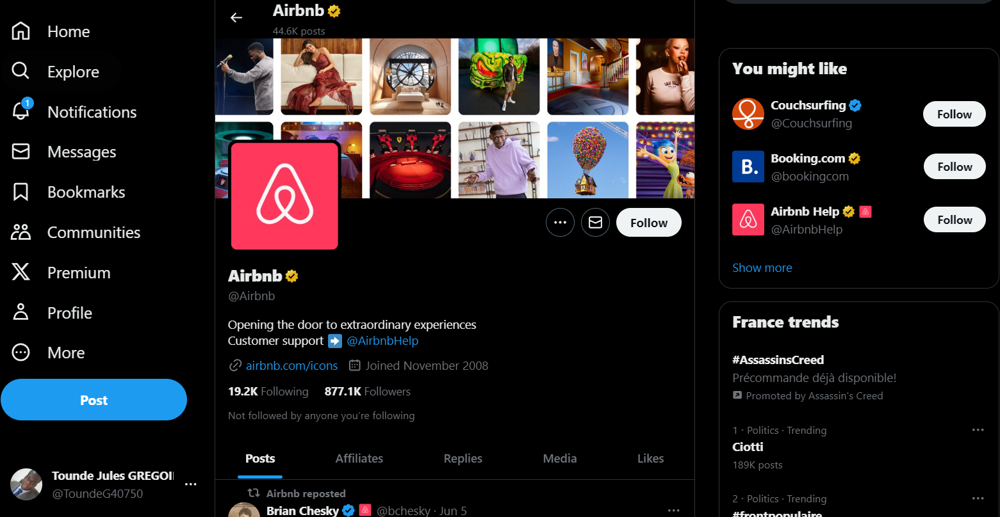 Home
Explore
1
Notifications
Messages
Bookmarks
Communities
Premium
Profile
More
Post
Tounde Jules
@ToundeG40750
Airbnb
44.6K posts
Follow
Airbnb
@Airbnb
Opening the door to extraordinary experiences
Customer support ➡️ @AirbnbHelp
airbnb.com/icons Joined November 2008
19.2K Following 877.1K Followers
Not followed by anyone you're following
Posts Affiliates Replies Media Likes
Airbnb reposted
Brian Chesky @bchesky · Jun 5
You might like
Couchsurfing
@Couchsurfing
Follow
B.
Booking.com
@bookingcom
Follow
Airbnb Help
@AirbnbHelp
Follow
Show more
France trends
#AssassinsCreed
Précommande déjà disponible!
Promoted by Assassin's Creed
1 · Politics · Trending
Ciotti
189K posts
2 · Politics · Trending
#frontpopulaire